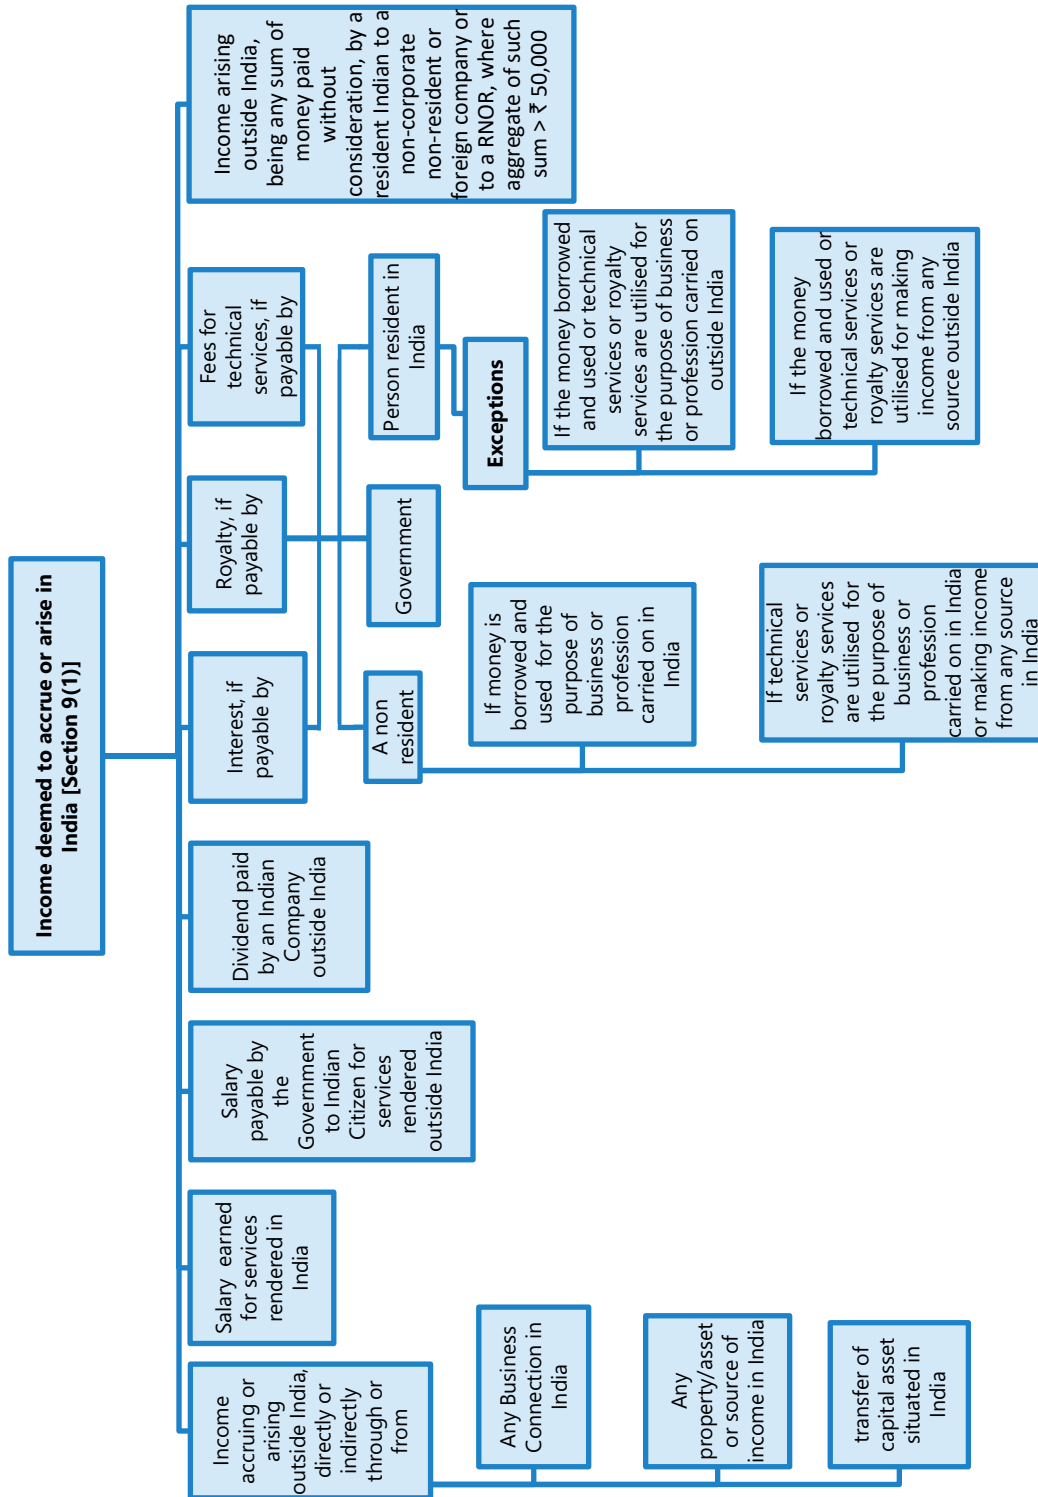 Income deemed to accrue or arise in
India [Section 9(1)]
Income
accruing or
arising
outside India,
directly or
indirectly
through or
from
Any Business
Connection in
India
Any
property/asset
or source of
income in India
transfer of
capital asset
situated in
India
Salary earned
for services
rendered in
India
Salary
payable by
the
Government
to Indian
Citizen for
services
rendered
outside India
Dividend paid
by an Indian
Company
outside India
Interest, if
payable by
Royalty, if
payable by
Fees for
technical
services, if
payable by
A non
resident
If money is
borrowed and
used for the
purpose of
business or
profession
carried on in
India
If technical
services or
royalty services
are utilised for
the purpose of
business or
profession
carried on in India
or making income
from any source
in India
Government
Person resident in
India
Exceptions
If the money borrowed
and used or technical
services or royalty
services are utilised for
the purpose of business
or profession carried on
outside India
If the money
borrowed and used or
technical services or
royalty services are
utilised for making
income from any
source outside India
Income arising
outside India,
being any sum of
money paid
without
consideration, by a
resident Indian to a
non-corporate
non-resident or
foreign company or
to a RNOR, where
aggregate of such
sum > ₹ 50,000